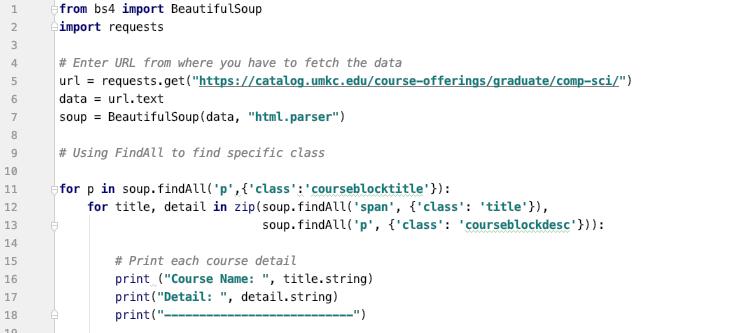 1 from bs4 import BeautifulSoup
2 import requests
3
4 # Enter URL from where you have to fetch the data
5 url = requests.get("https://catalog.umkc.edu/course-offerings/graduate/comp-sci/")
6 data = url.text
7 soup = BeautifulSoup(data, "html.parser")
8
9 # Using FindAll to find specific class
10
11 for p in soup.findAll('p',{'class':'courseblocktitle'}):
12     for title, detail in zip(soup.findAll('span', {'class': 'title'}),
13                              soup.findAll('p', {'class': 'courseblockdesc'})):
14
15         # Print each course detail
16         print ("Course Name: ", title.string)
17         print("Detail: ", detail.string)
18         print("---------------------------")
19